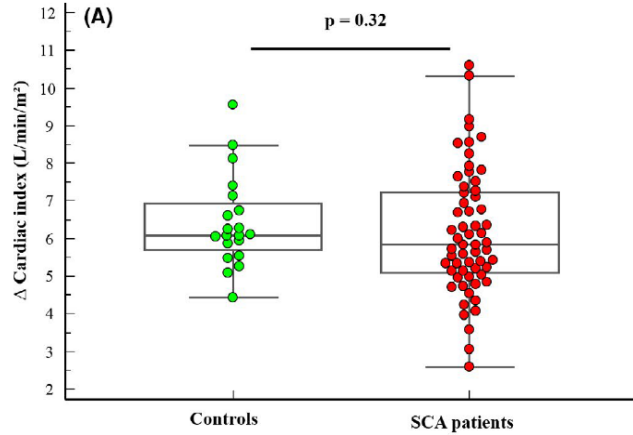 (A)
p = 0.32
Δ Cardiac index (L/min/m²)
12
11
10
9
8
7
6
5
4
3
2
Controls
SCA patients